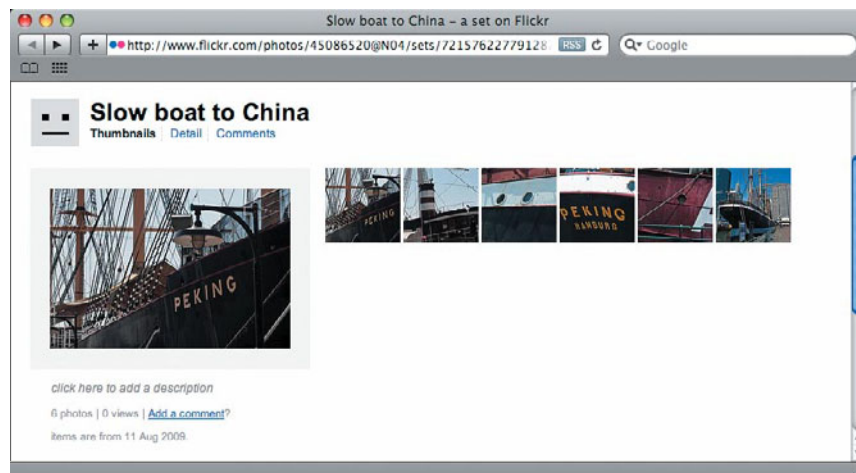 Slow boat to China – a set on Flickr
http://www.flickr.com/photos/45086520@N04/sets/72157622779128
RSS
Google
Slow boat to China
Thumbnails Detail Comments
PEKING
PEKING
PEKING
HAMBURG
click here to add a description
6 photos | 0 views | Add a comment?
items are from 11 Aug 2009.